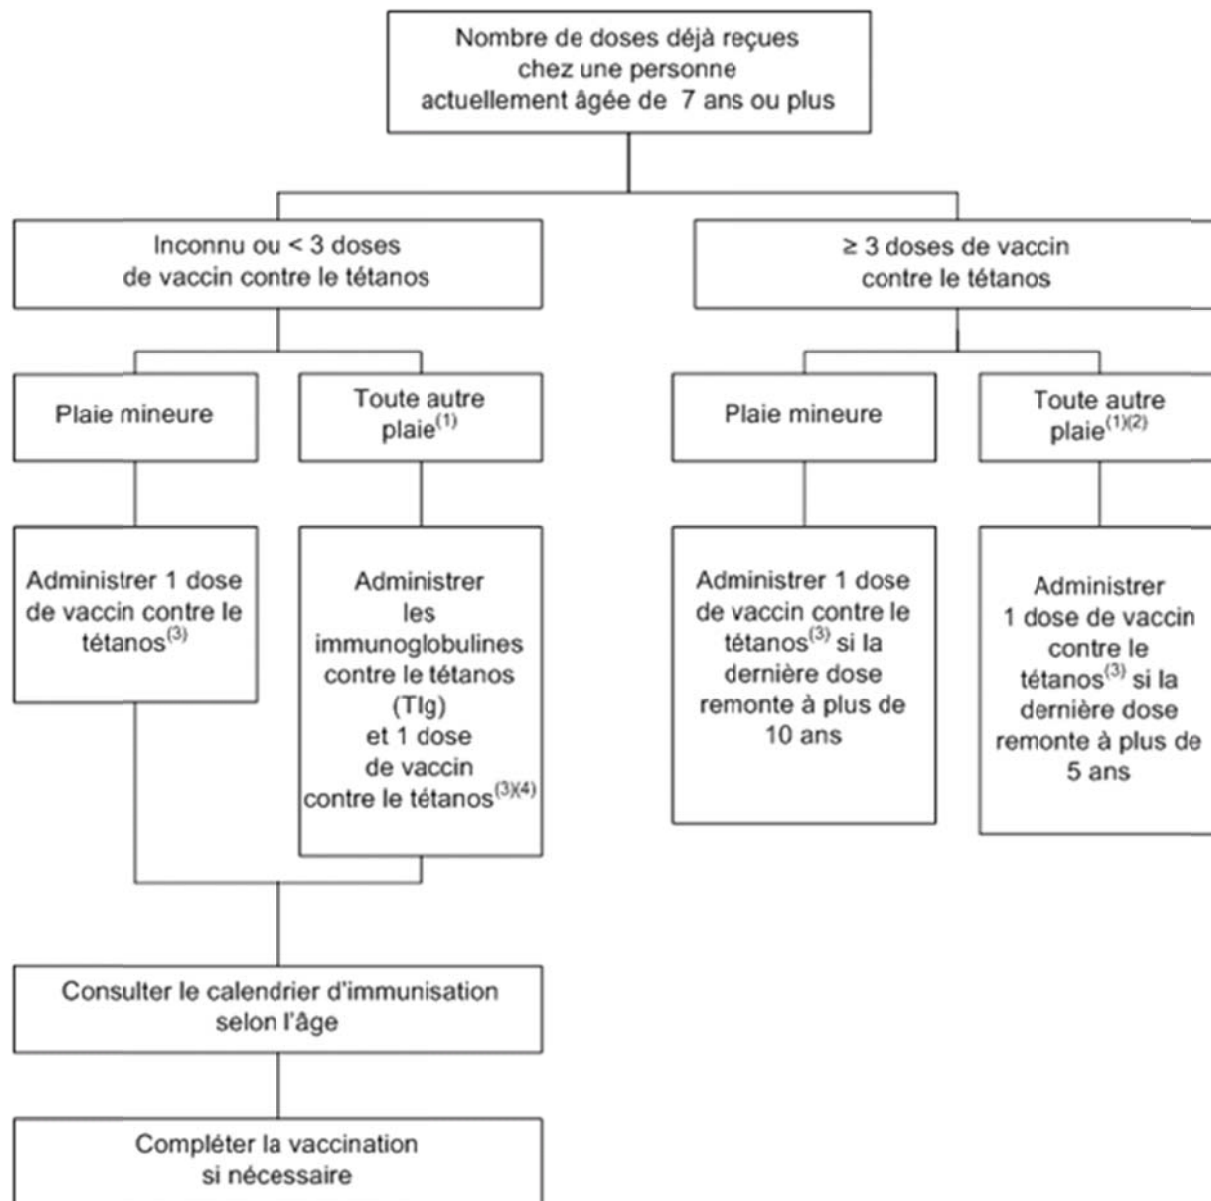 Nombre de doses déjà reçues
chez une personne
actuellement âgée de 7 ans ou plus
Inconnu ou < 3 doses
de vaccin contre le tétanos
≥ 3 doses de vaccin
contre le tétanos
Plaie mineure
Toute autre
plaie(1)
Plaie mineure
Toute autre
plaie(1)(2)
Administrer 1 dose
de vaccin contre le
tétanos(3)
Administrer
les
immunoglobulines
contre le tétanos
(TIg)
et 1 dose
de vaccin
contre le tétanos(3)(4)
Administrer 1 dose
de vaccin contre le
tétanos(3) si la
dernière dose
remonte à plus de
10 ans
Administrer
1 dose de vaccin
contre le
tétanos(3) si la
dernière dose
remonte à plus de
5 ans
Consulter le calendrier d'immunisation
selon l'âge
Compléter la vaccination
si nécessaire